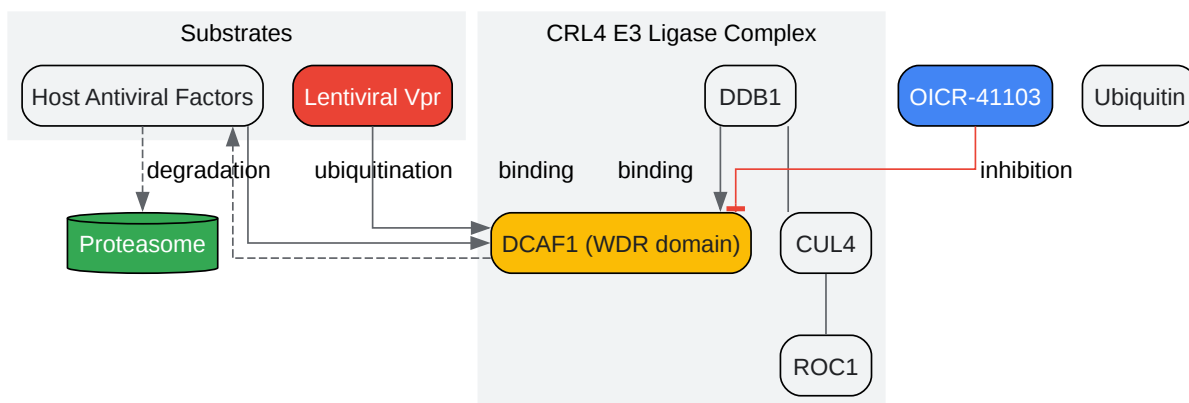 Substrates
CRL4 E3 Ligase Complex
Host Antiviral Factors
Lentiviral Vpr
DDB1
OICR-41103
Ubiquitin
degradation
ubiquitination
binding
binding
inhibition
Proteasome
DCAF1 (WDR domain)
CUL4
ROC1